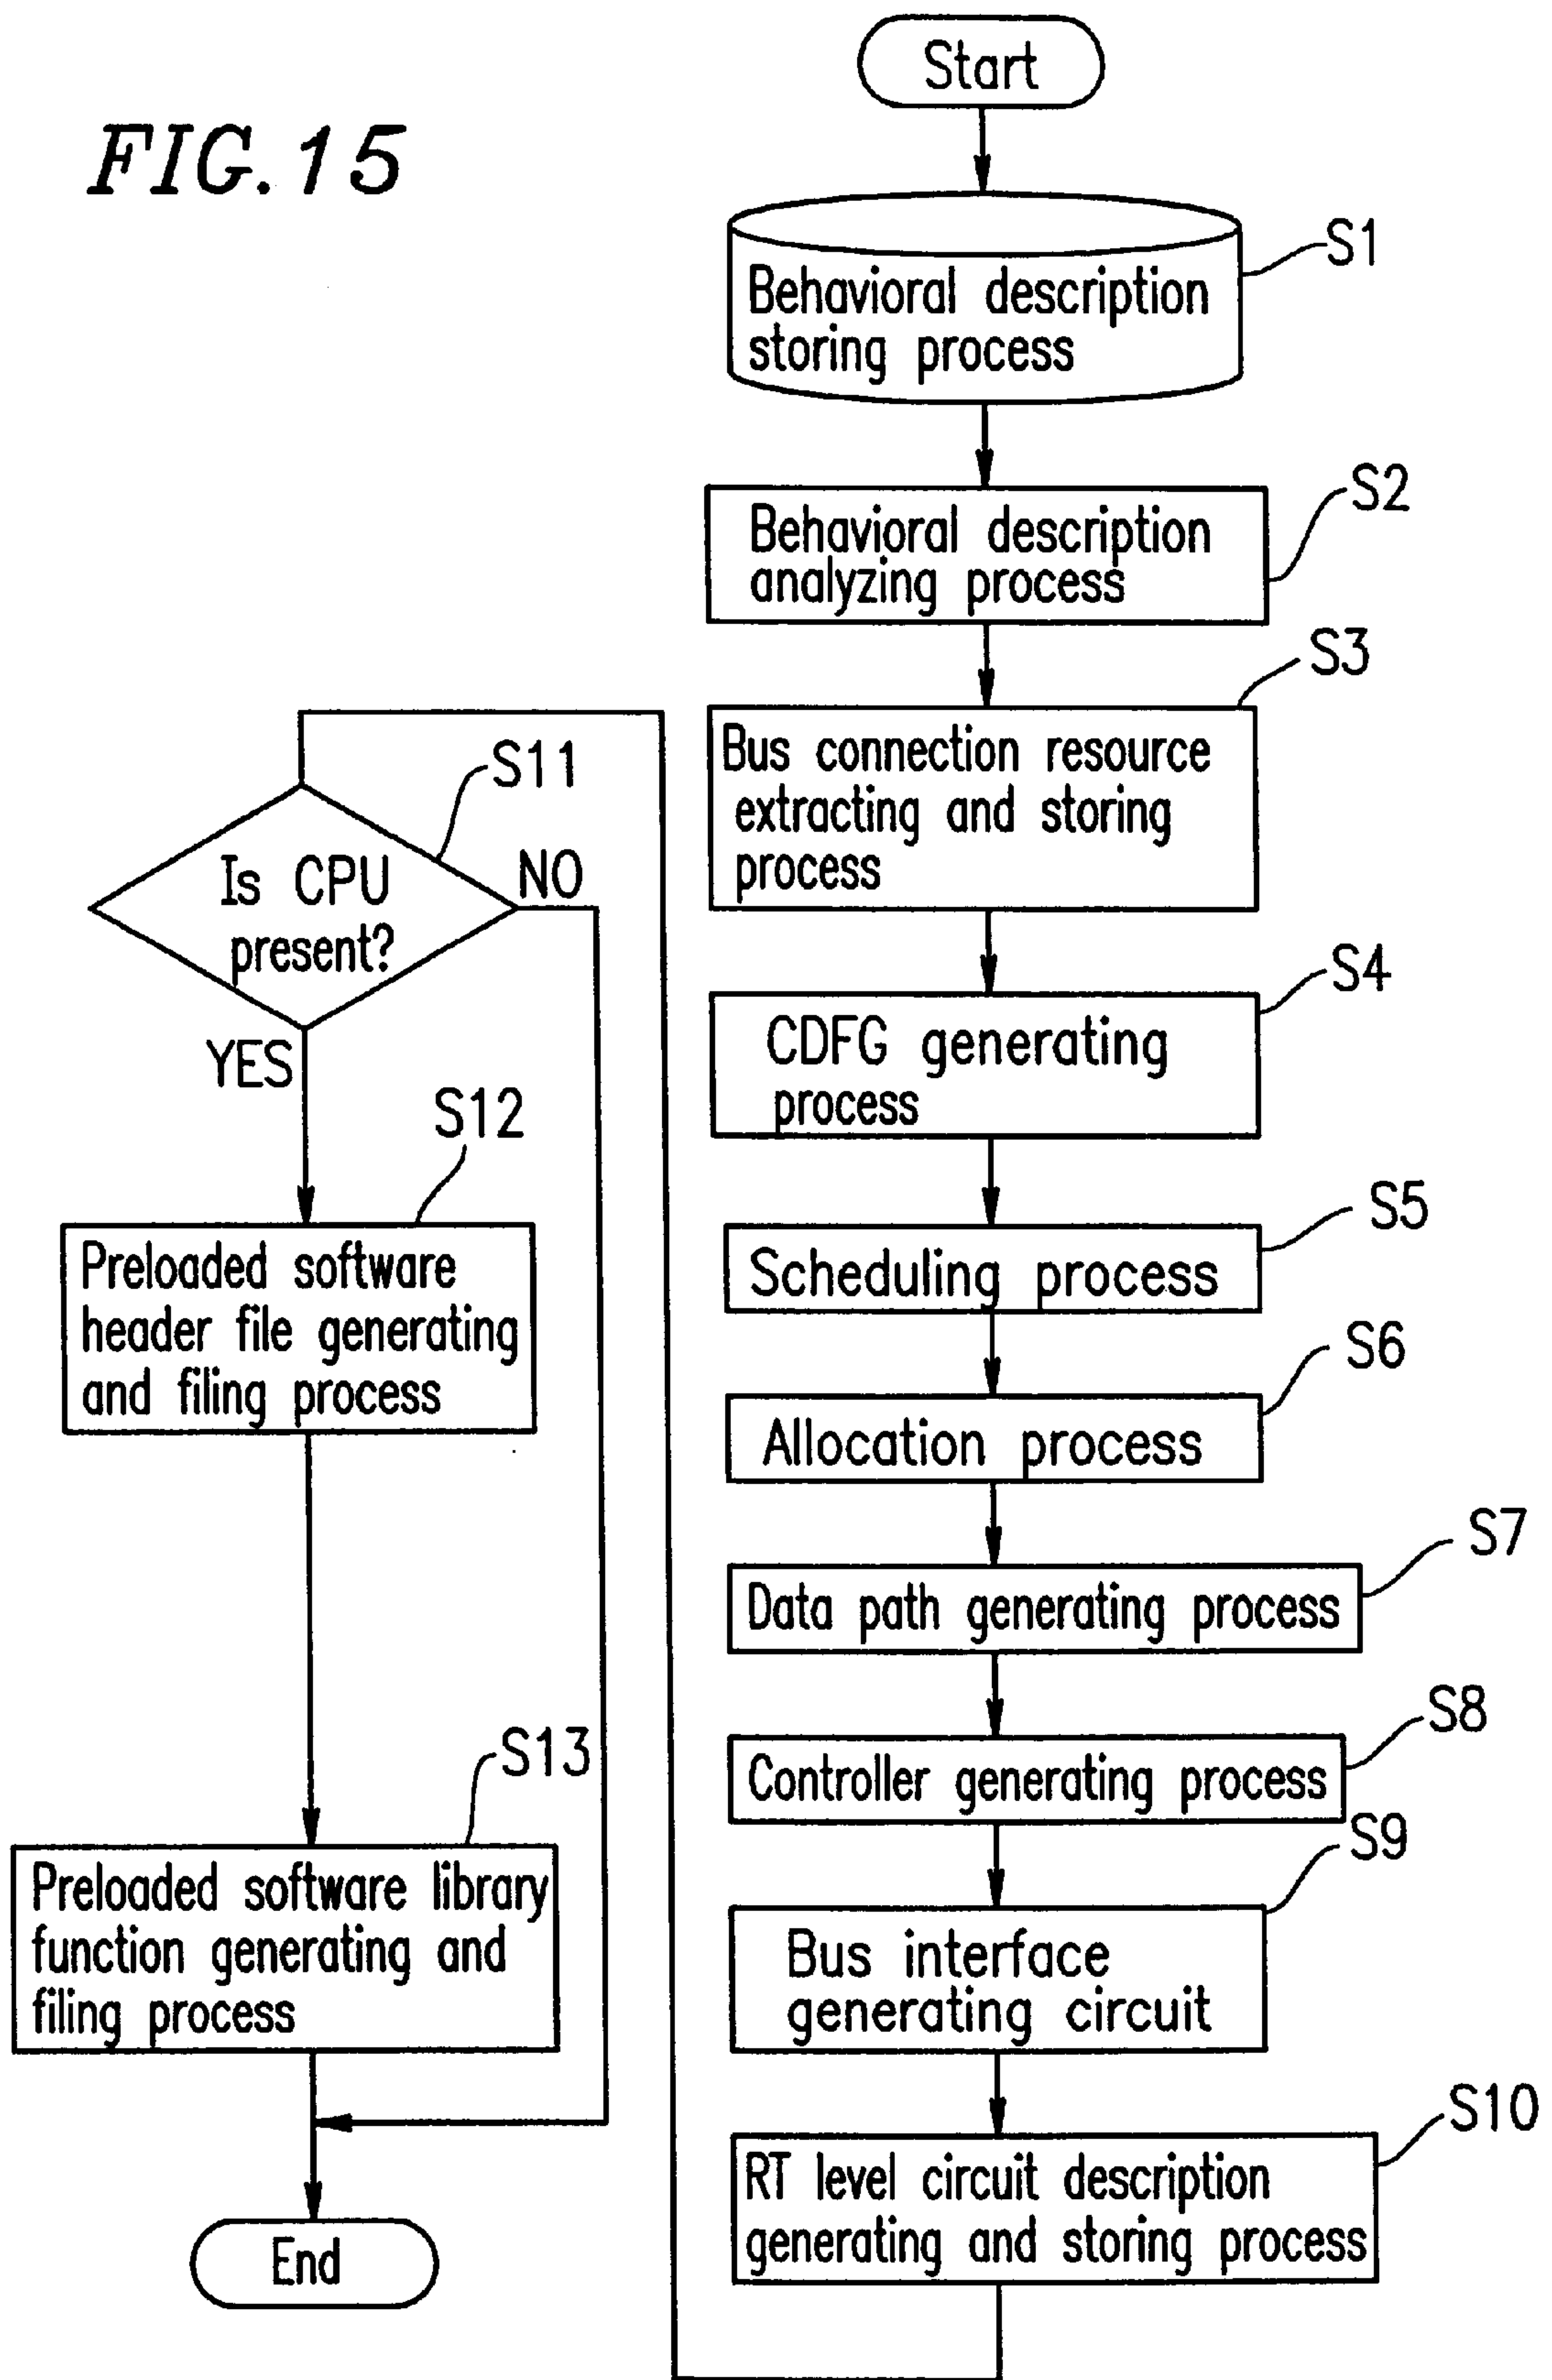 FIG.15
Start
Behavioral description
storing process
S1
Behavioral description
analyzing process
S2
Bus connection resource
extracting and storing
process
S3
CDFG generating
process
S4
Scheduling process
S5
Allocation process
S6
Data path generating process
S7
Controller generating process
S8
Bus interface
generating circuit
S9
RT level circuit description
generating and storing process
S10
Is CPU
present?
S11
NO
YES
Preloaded software
header file generating
and filing process
S12
Preloaded software library
function generating and
filing process
S13
End